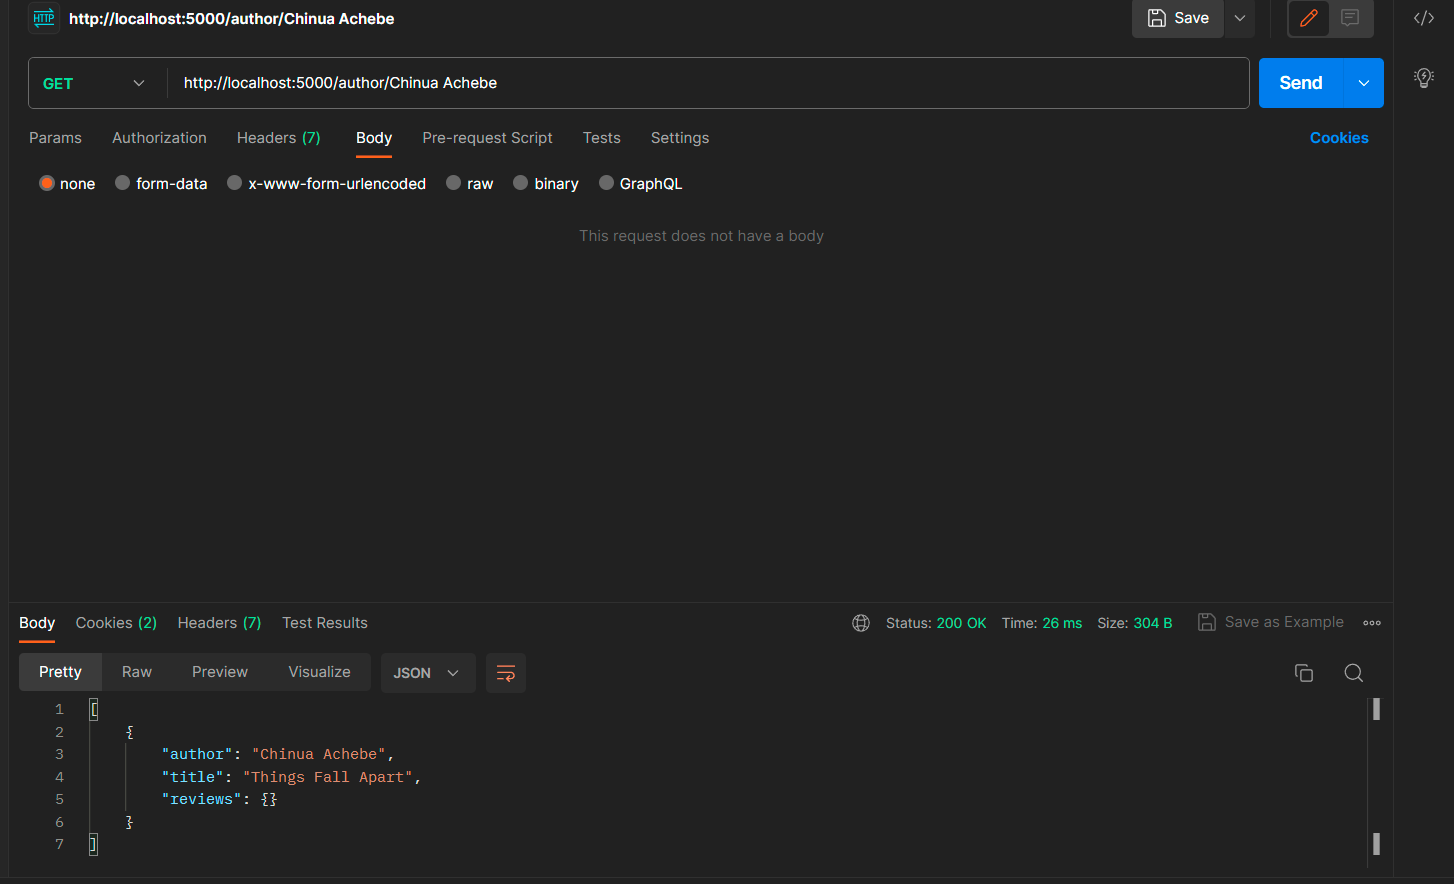 HTTP http://localhost:5000/author/Chinua Achebe Save
GET http://localhost:5000/author/Chinua Achebe Send
Params Authorization Headers (7) Body Pre-request Script Tests Settings Cookies
none form-data x-www-form-urlencoded raw binary GraphQL
This request does not have a body
Body Cookies (2) Headers (7) Test Results Status: 200 OK Time: 26 ms Size: 304 B Save as Example
Pretty Raw Preview Visualize JSON
1 [
2 {
3 "author": "Chinua Achebe",
4 "title": "Things Fall Apart",
5 "reviews": {}
6 }
7 ]